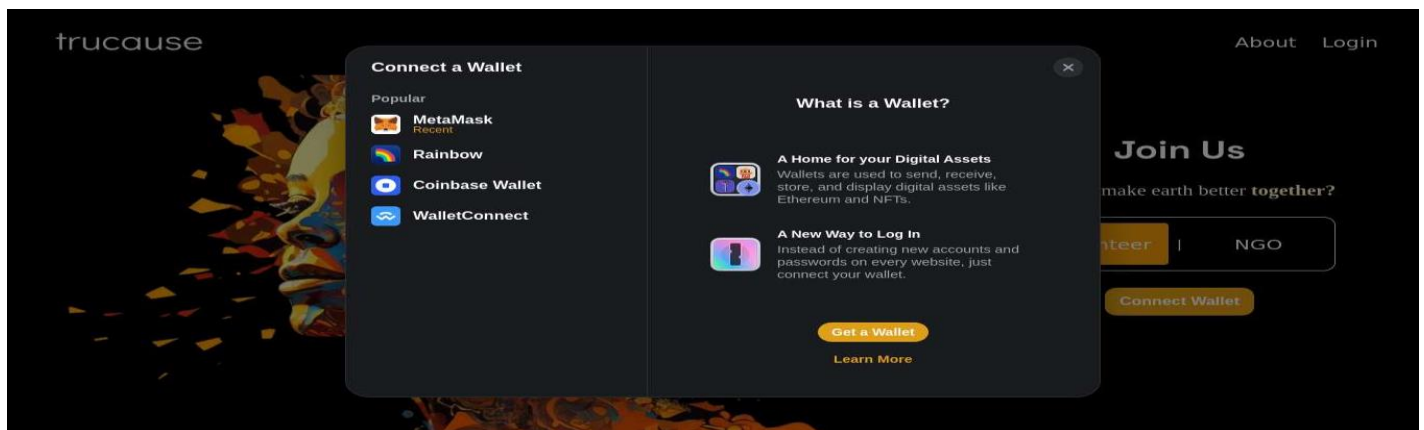 trucause
About Login
Connect a Wallet
Popular
MetaMask
Recent
Rainbow
Coinbase Wallet
WalletConnect
What is a Wallet?
A Home for your Digital Assets
Wallets are used to send, receive,
store, and display digital assets like
Ethereum and NFTs.
A New Way to Log In
Instead of creating new accounts and
passwords on every website, just
connect your wallet.
Get a Wallet
Learn More
Join Us
make earth better together?
nteer | NGO
Connect Wallet